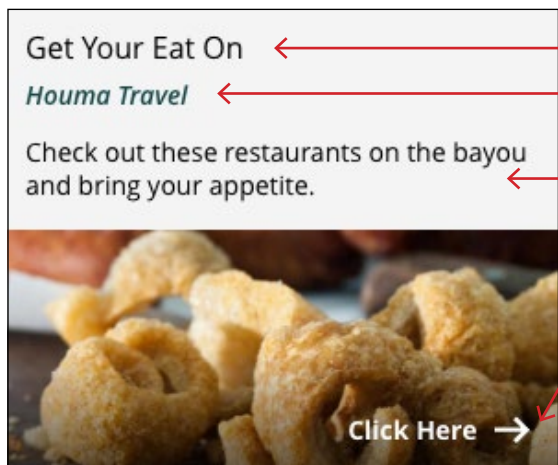 Get Your Eat On
Houma Travel
Check out these restaurants on the bayou
and bring your appetite.
Click Here →